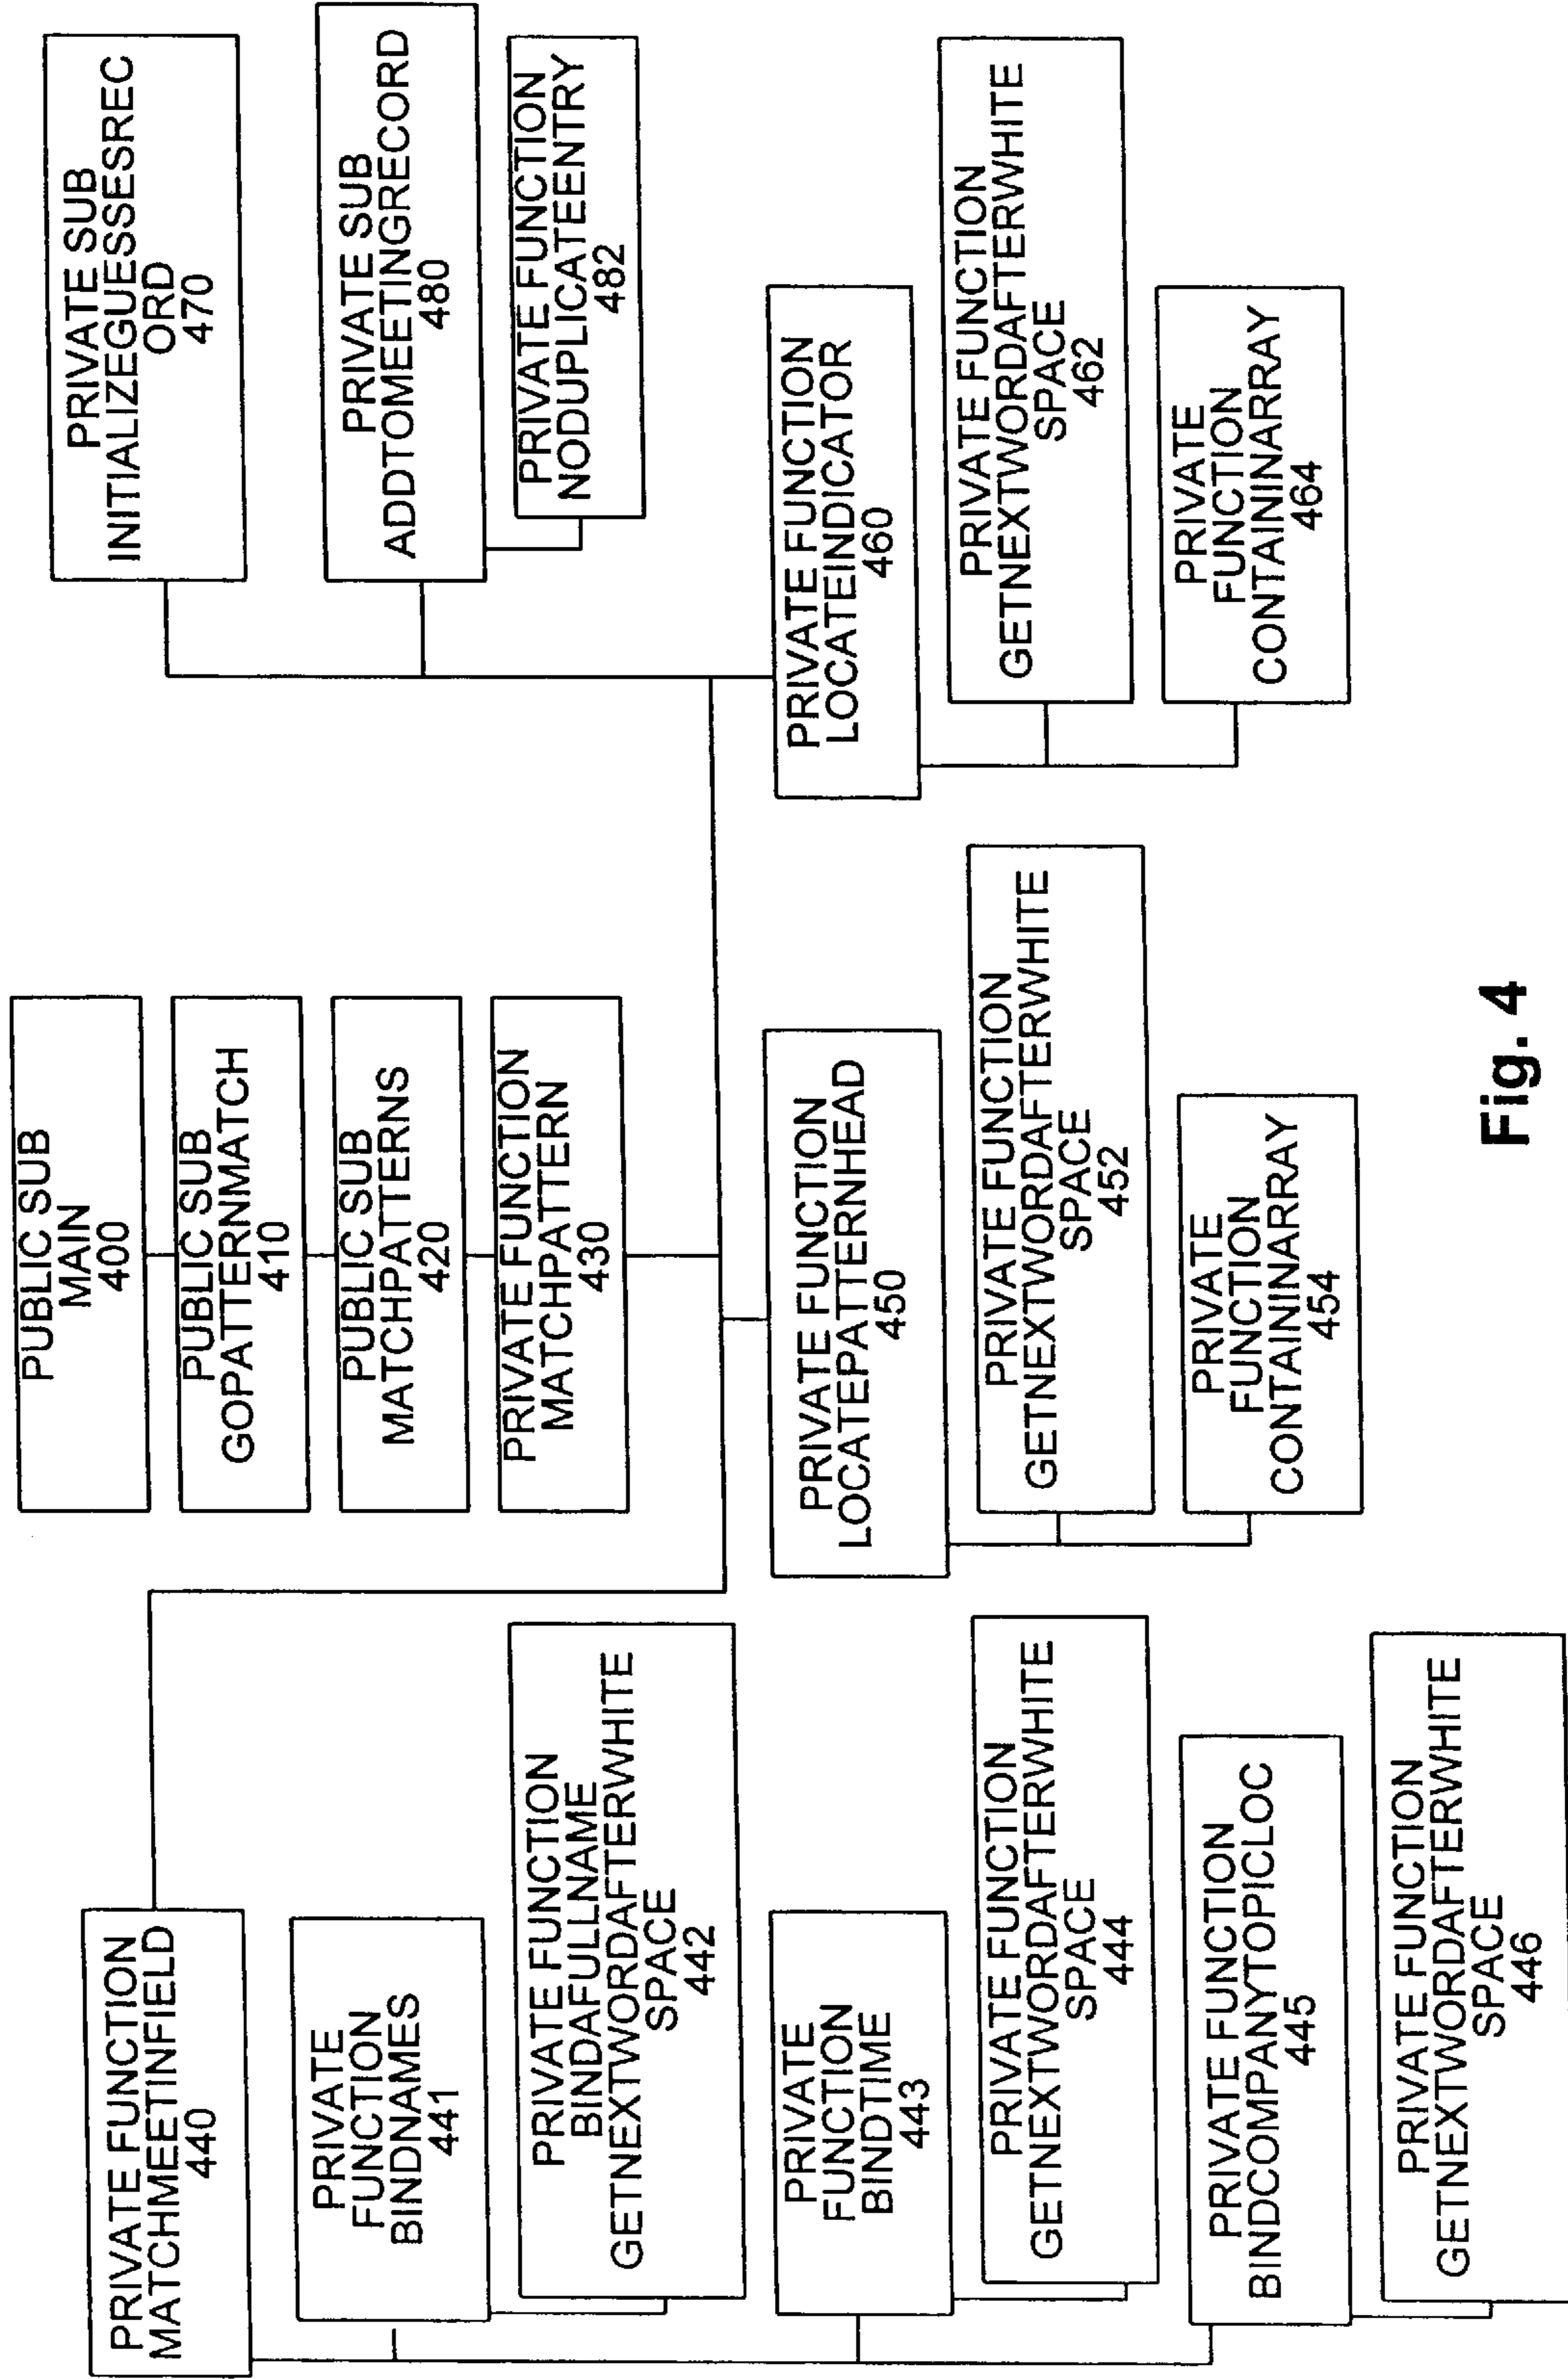 PUBLIC SUB
MAIN
400
PUBLIC SUB
GOPATTERNMATCH
410
PUBLIC SUB
MATCHPATTERNS
420
PRIVATE FUNCTION
MATCHPATTERN
430
PRIVATE FUNCTION
MATCHMEETINFIELD
440
PRIVATE
FUNCTION
BINDNAMES
441
PRIVATE FUNCTION
BINDAFULLNAME
GETNEXTWORDAFTERWHITE
SPACE
442
PRIVATE
FUNCTION
BINDTIME
443
PRIVATE FUNCTION
GETNEXTWORDAFTERWHITE
SPACE
444
PRIVATE FUNCTION
BINDCOMPANYTOPICLOC
445
PRIVATE FUNCTION
GETNEXTWORDAFTERWHITE
SPACE
446
PRIVATE FUNCTION
LOCATEPATTERNHEAD
450
PRIVATE FUNCTION
GETNEXTWORDAFTERWHITE
SPACE
452
PRIVATE
FUNCTION
CONTAININARRAY
454
PRIVATE SUB
INITIALIZEGUESSESREC
ORD
470
PRIVATE SUB
ADDTOMEETINGRECORD
480
PRIVATE FUNCTION
NODUPLICATEENTRY
482
PRIVATE FUNCTION
LOCATEINDICATOR
460
PRIVATE FUNCTION
GETNEXTWORDAFTERWHITE
SPACE
462
PRIVATE
FUNCTION
CONTAININARRAY
464
Fig. 4